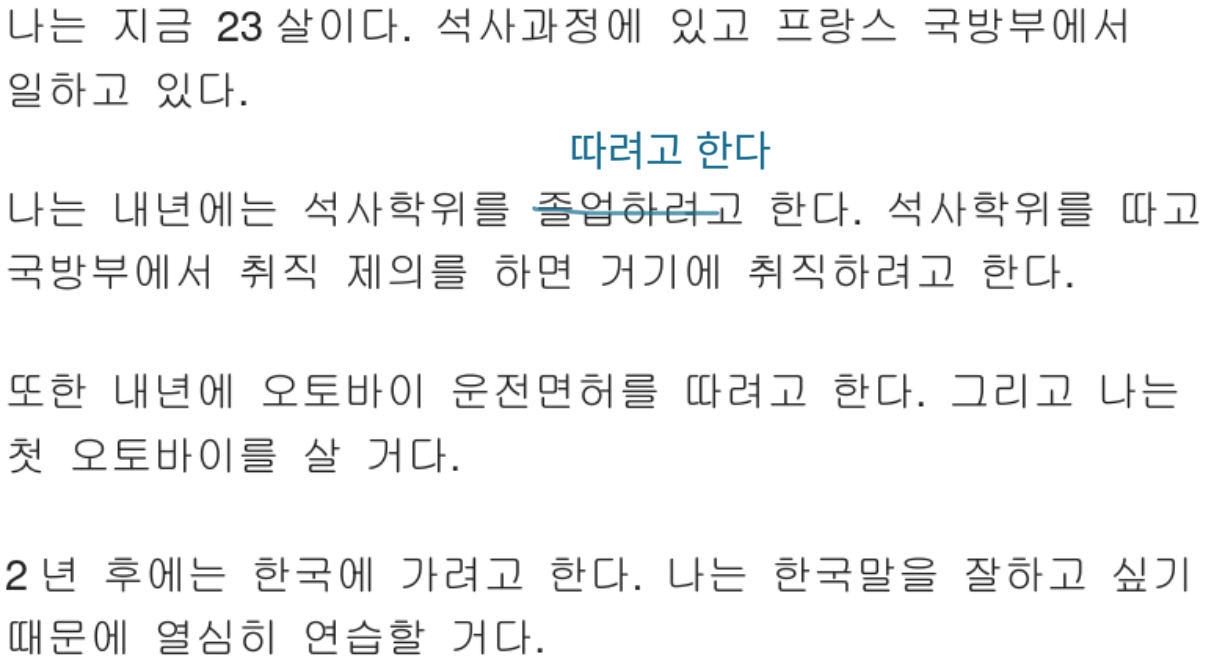 나는 지금 23 살이다. 석사과정에 있고 프랑스 국방부에서
일하고 있다.
따려고 한다
나는 내년에는 석사학위를 졸업하려고 한다. 석사학위를 따고
국방부에서 취직 제의를 하면 거기에 취직하려고 한다.
또한 내년에 오토바이 운전면허를 따려고 한다. 그리고 나는
첫 오토바이를 살 거다.
2 년 후에는 한국에 가려고 한다. 나는 한국말을 잘하고 싶기
때문에 열심히 연습할 거다.